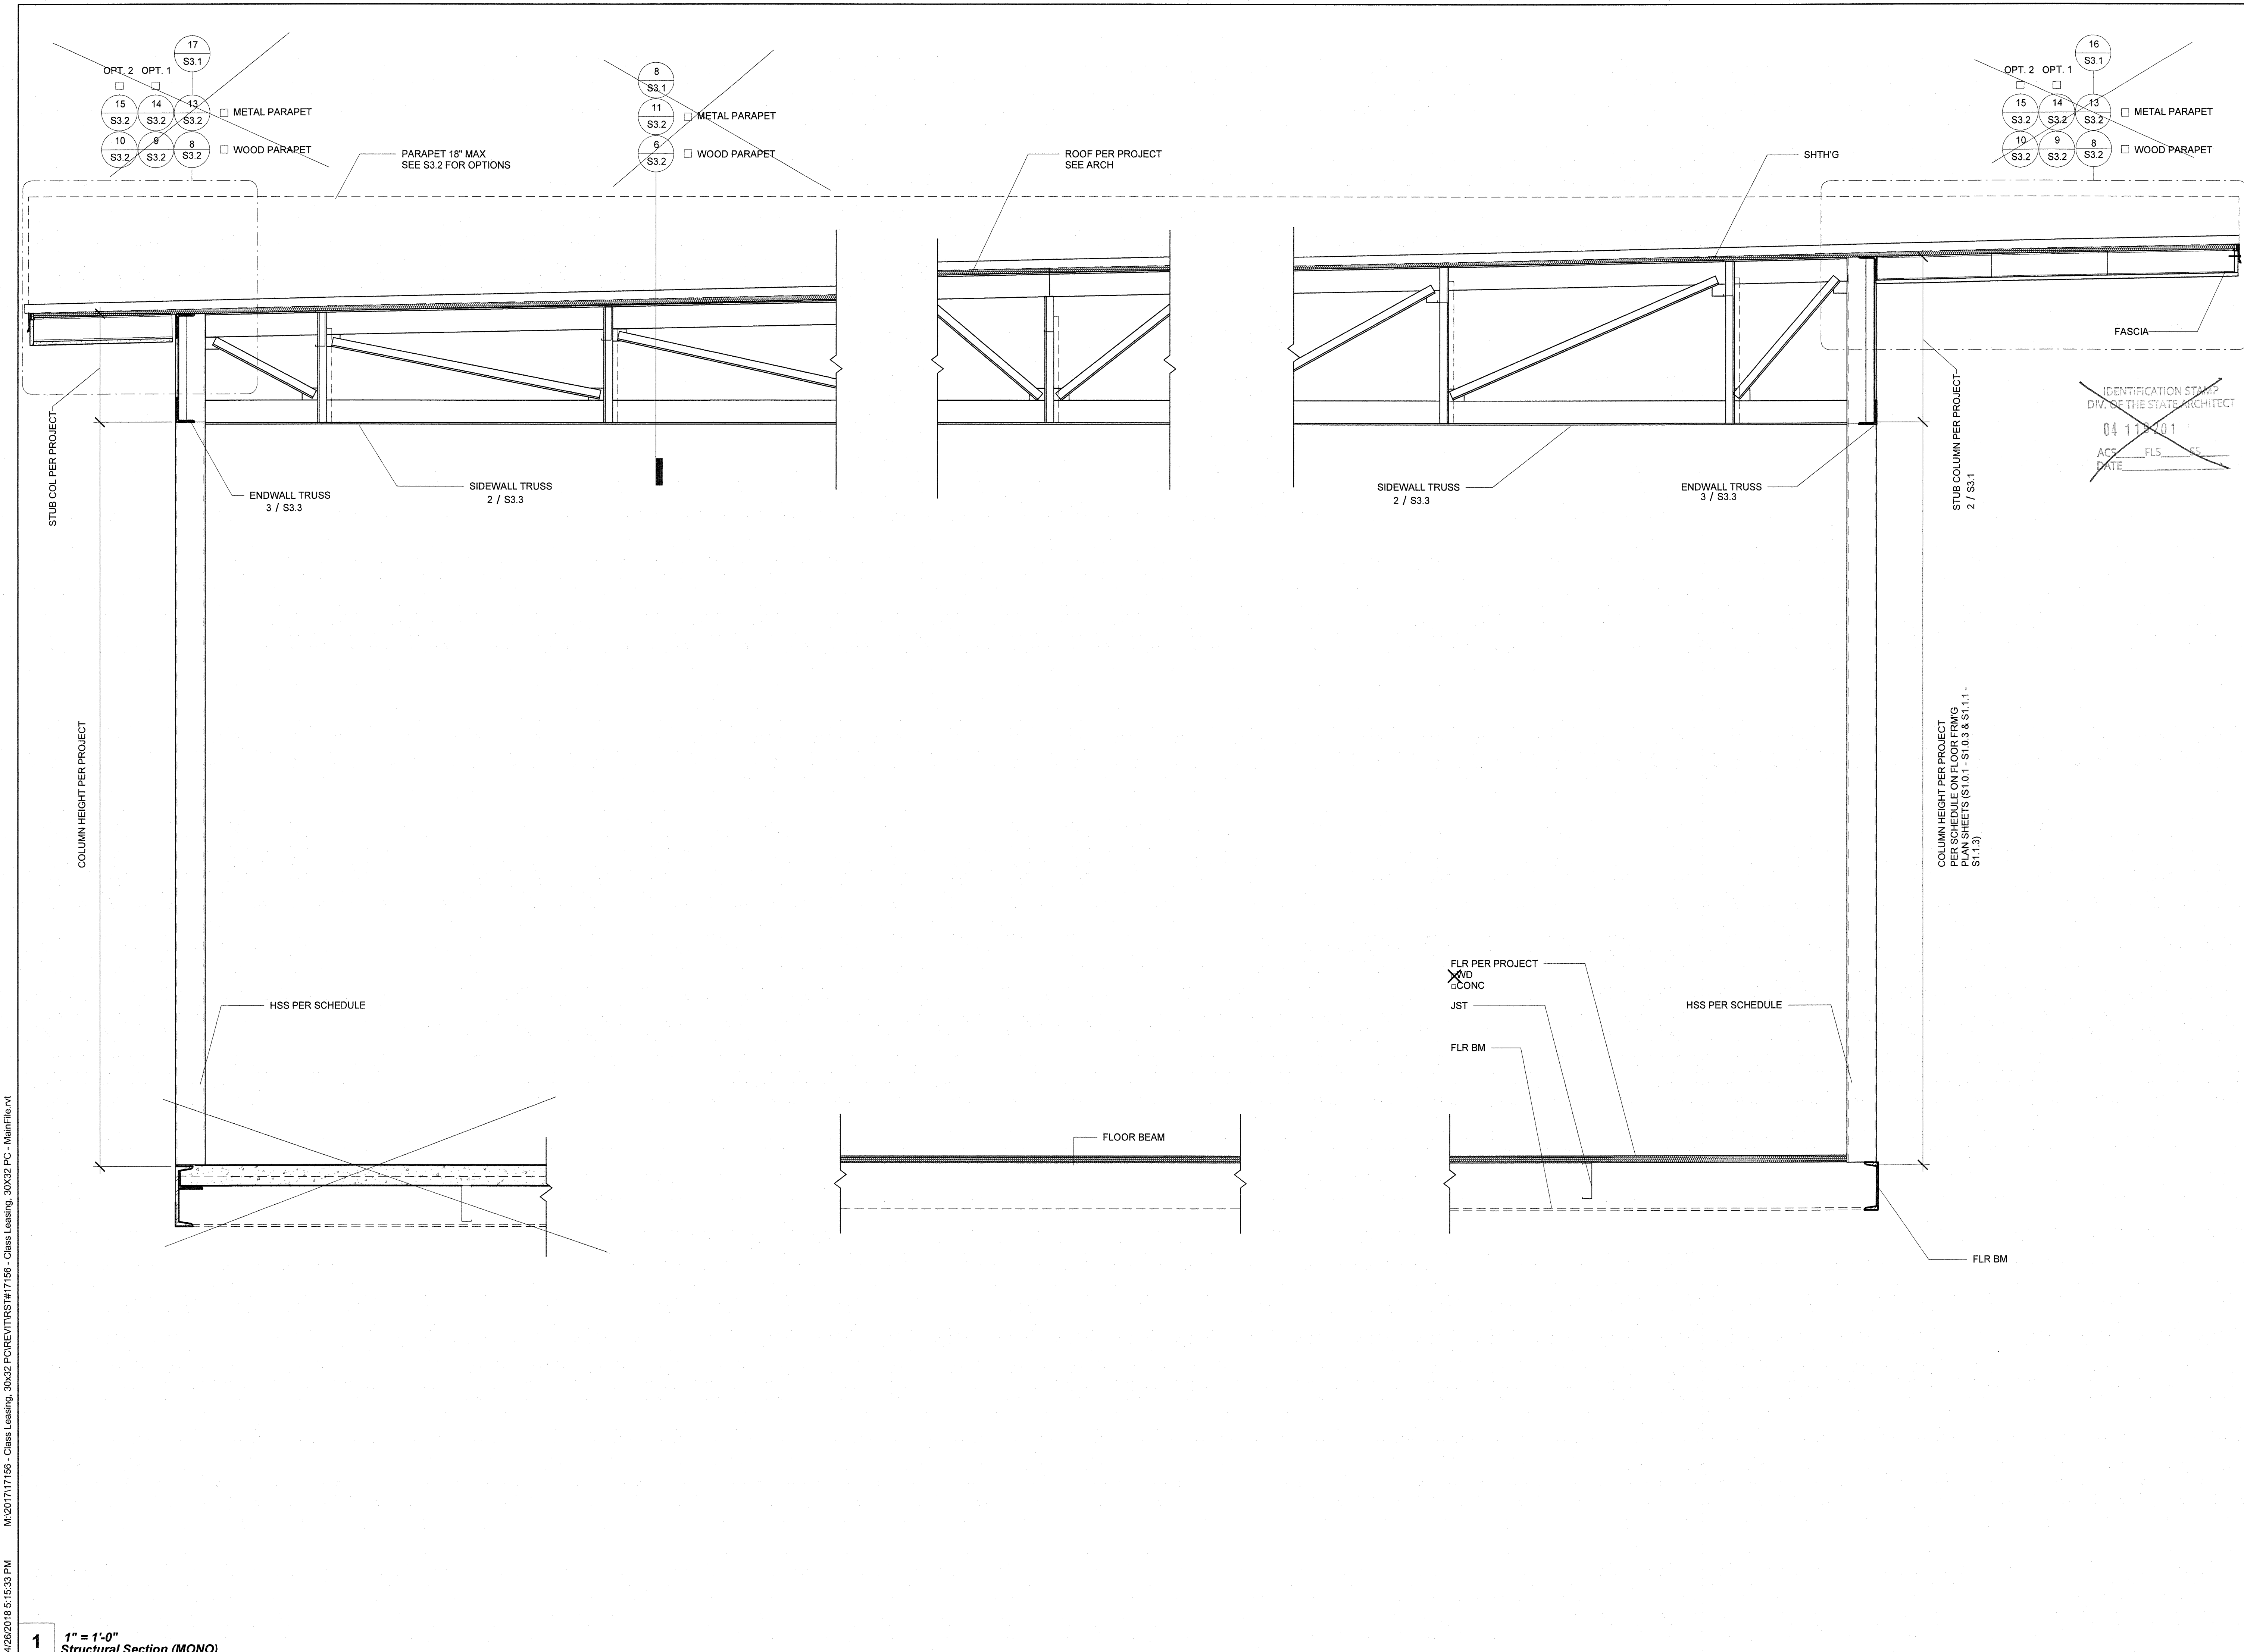 17
S3.1
OPT. 2 OPT. 1
15
S3.2
14
S3.2
13
S3.2
METAL PARAPET
10
S3.2
9
S3.2
8
S3.2
WOOD PARAPET
PARAPET 18" MAX
SEE S3.2 FOR OPTIONS
8
S3.1
11
S3.2
METAL PARAPET
6
S3.2
WOOD PARAPET
ROOF PER PROJECT
SEE ARCH
SHTH'G
16
S3.1
OPT. 2 OPT. 1
15
S3.2
14
S3.2
13
S3.2
METAL PARAPET
10
S3.2
9
S3.2
8
S3.2
WOOD PARAPET
FASCIA
IDENTIFICATION STAMP
DIV. OF THE STATE ARCHITECT
ACS FLS SS
DATE
STUB COL PER PROJECT
ENDWALL TRUSS
3 / S3.3
SIDEWALL TRUSS
2 / S3.3
SIDEWALL TRUSS
2 / S3.3
ENDWALL TRUSS
3 / S3.3
STUB COLUMN PER PROJECT
2 / S3.1
COLUMN HEIGHT PER PROJECT
COLUMN HEIGHT PER PROJECT
PER SCHEDULE ON FLOOR FRM'G
PLAN SHEETS (S1.0.1 - S1.0.3 & S1.1.1 -
S1.1.3)
HSS PER SCHEDULE
FLR PER PROJECT
WD
CONC
JST
HSS PER SCHEDULE
FLR BM
FLOOR BEAM
FLR BM
4/26/2018 5:15:33 PM
M:\2017\17156 - Class Leasing, 30x32 PC\REVIT\RST#17156 - Class Leasing, 30X32 PC - MainFile.rvt
1
1" = 1'-0"
Structural Section (MONO)